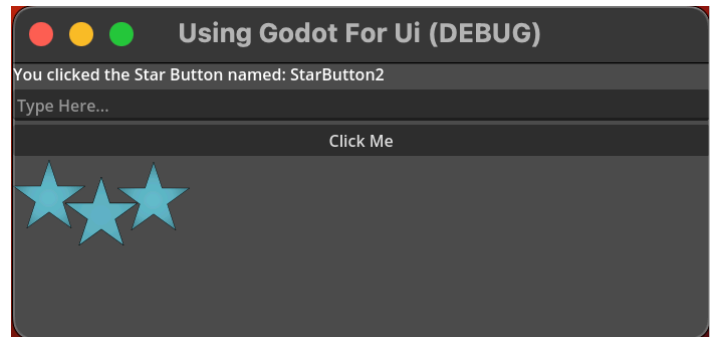 Using Godot For Ui (DEBUG)
You clicked the Star Button named: StarButton2
Type Here...
Click Me